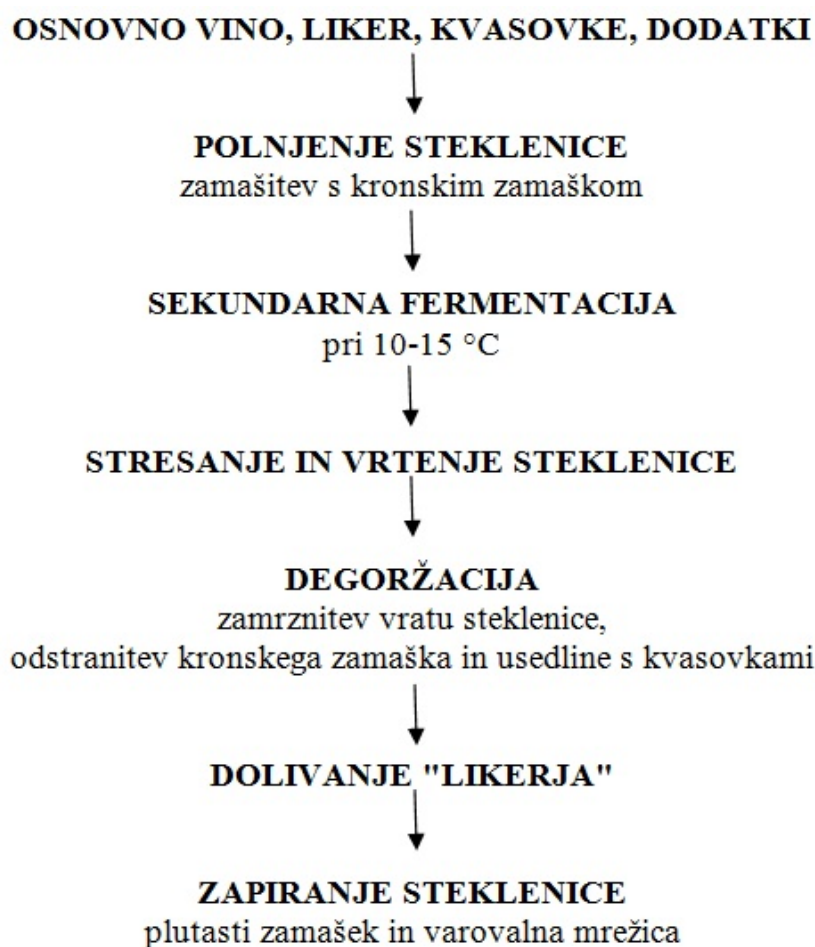 OSNOVNO VINO, LIKER, KVASOVKE, DODATKI
POLNJENJE STEKLENICE
zamašitev s kronskim zamaškom
SEKUNDARNA FERMENTACIJA
pri 10-15 °C
STRESANJE IN VRTENJE STEKLENICE
DEGORŽACIJA
zamrznitev vratu steklenice,
odstranitev kronskega zamaška in usedline s kvasovkami
DOLIVANJE "LIKERJA"
ZAPIRANJE STEKLENICE
plutasti zamašek in varovalna mrežica